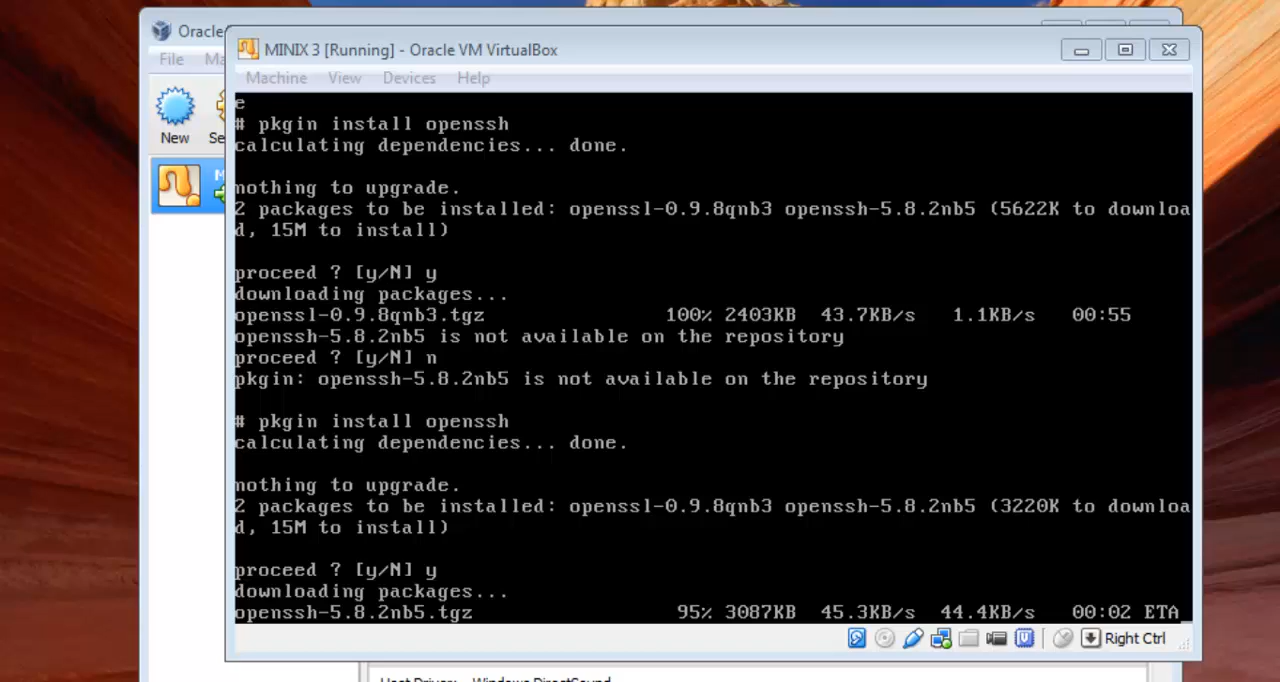 Oracle
MINIX 3 [Running] - Oracle VM VirtualBox
File
Machine View Devices Help
New
e
# pkgin install openssh
calculating dependencies... done.
nothing to upgrade.
2 packages to be installed: openssl-0.9.8qnb3 openssh-5.8.2nb5 (5622K to downloa
d, 15M to install)
proceed ? [y/N] y
downloading packages...
openssl-0.9.8qnb3.tgz 100% 2403KB 43.7KB/s 1.1KB/s 00:55
openssh-5.8.2nb5 is not available on the repository
proceed ? [y/N] n
pkgin: openssh-5.8.2nb5 is not available on the repository
# pkgin install openssh
calculating dependencies... done.
nothing to upgrade.
2 packages to be installed: openssl-0.9.8qnb3 openssh-5.8.2nb5 (3220K to downloa
d, 15M to install)
proceed ? [y/N] y
downloading packages...
openssh-5.8.2nb5.tgz 95% 3087KB 45.3KB/s 44.4KB/s 00:02 ETA
Right Ctrl
Host Driver: Windows DirectSound